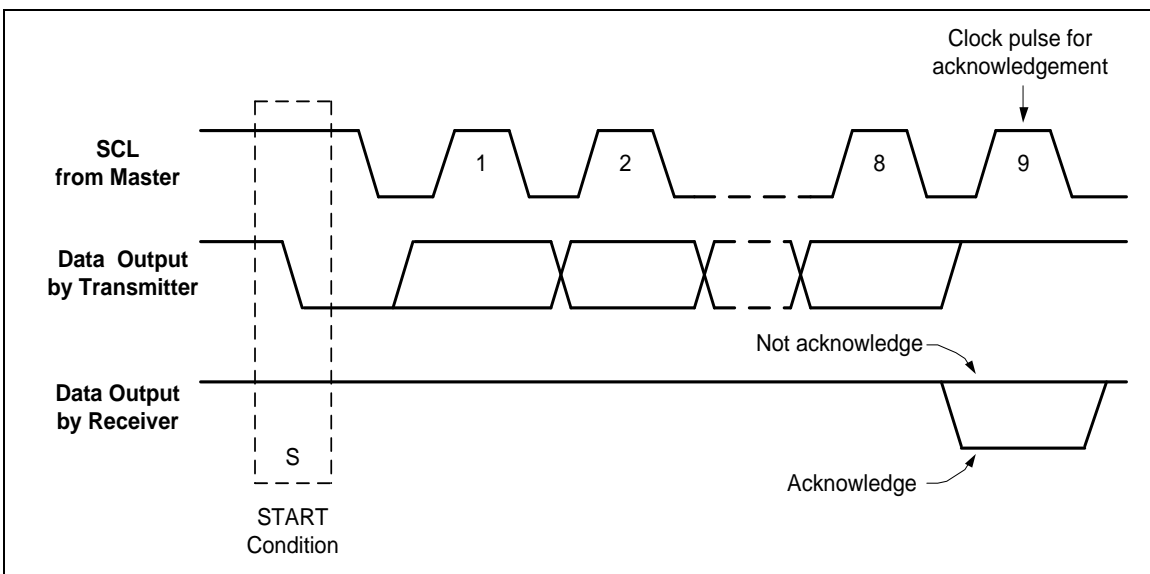 Clock pulse for
acknowledgement
SCL
from Master
1
2
8
9
Data Output
by Transmitter
Not acknowledge
Data Output
by Receiver
S
Acknowledge
START
Condition